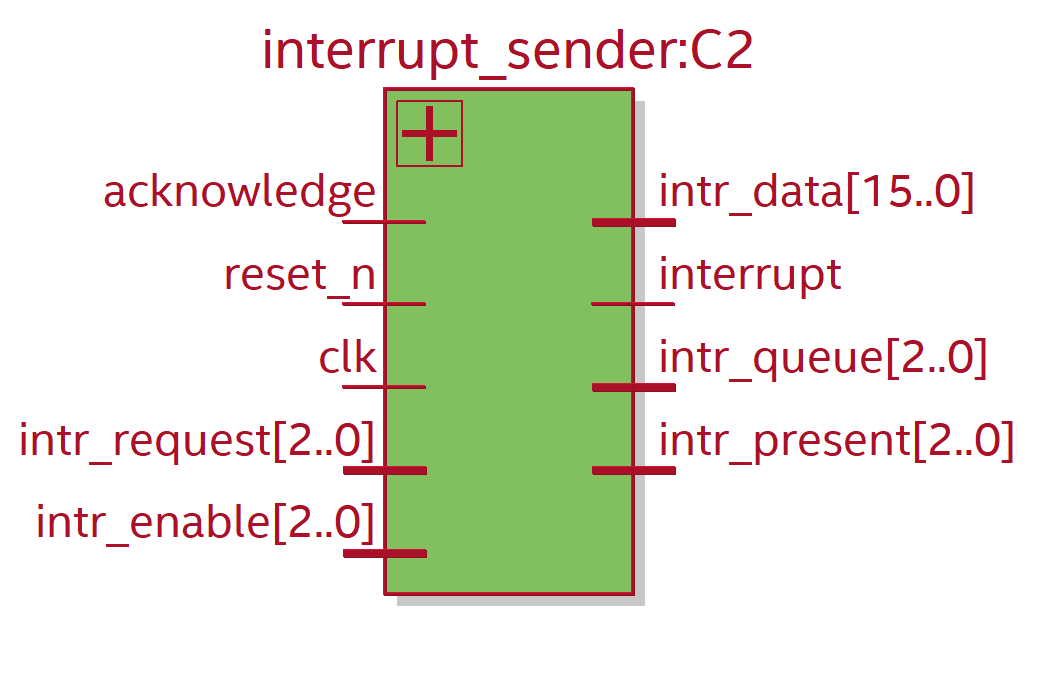 interrupt_sender:C2
acknowledge
intr_data[15..0]
reset_n
interrupt
clk
intr_queue[2..0]
intr_request[2..0]
intr_present[2..0]
intr_enable[2..0]